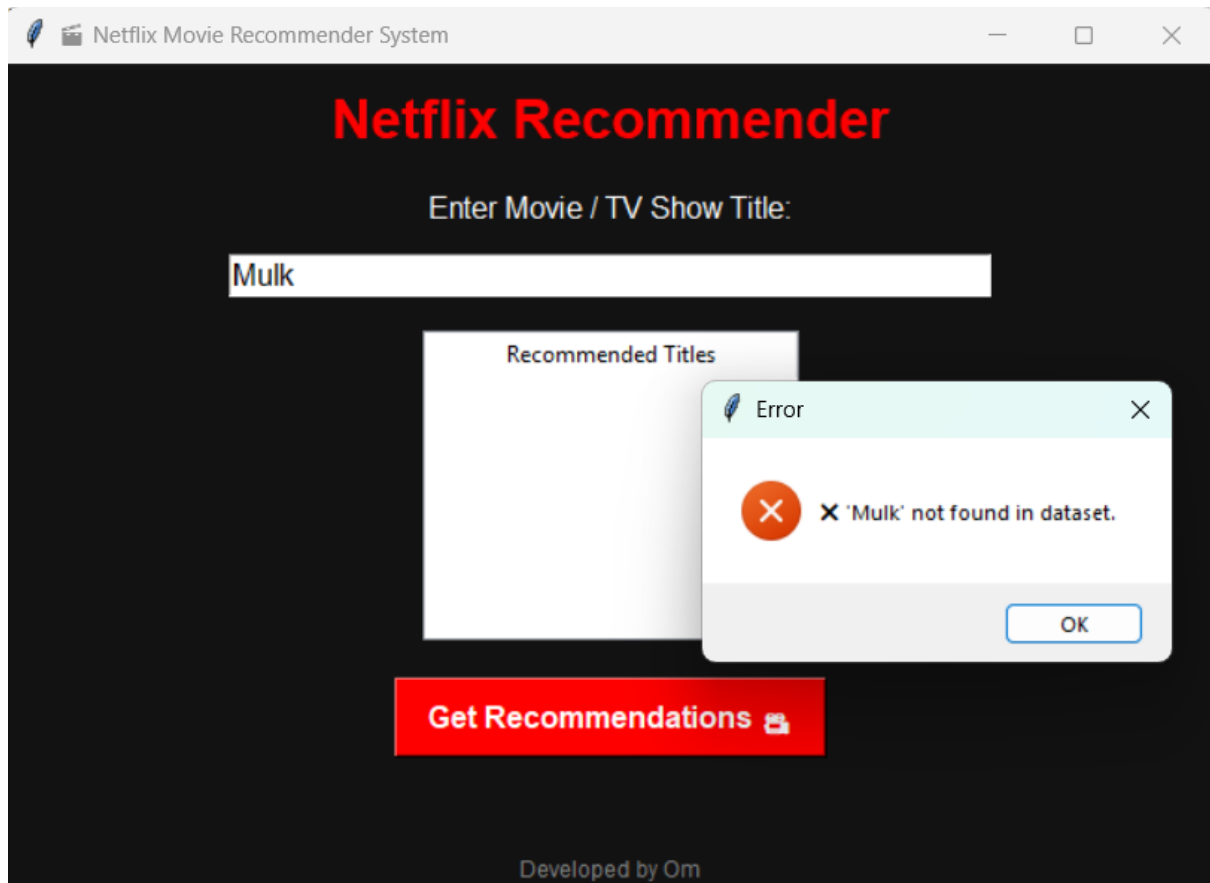 Netflix Movie Recommender System
Netflix Recommender
Enter Movie / TV Show Title:
Mulk
Recommended Titles
Error
❌ 'Mulk' not found in dataset.
OK
Get Recommendations
Developed by Om